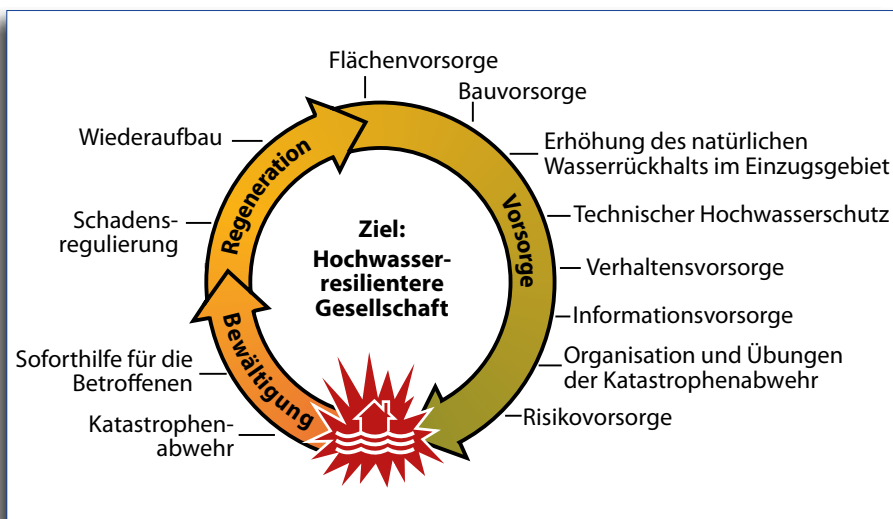 Flächenvorsorge
Bauvorsorge
Erhöhung des natürlichen
Wasserrückhalts im Einzugsgebiet
Technischer Hochwasserschutz
Verhaltensvorsorge
Informationsvorsorge
Organisation und Übungen
der Katastrophenabwehr
Risikovorsorge
Vorsorge
Katastrophen-
abwehr
Soforthilfe für die
Betroffenen
Bewältigung
Schadens-
regulierung
Wiederaufbau
Regeneration
Ziel:
Hochwasser-
resilientere
Gesellschaft